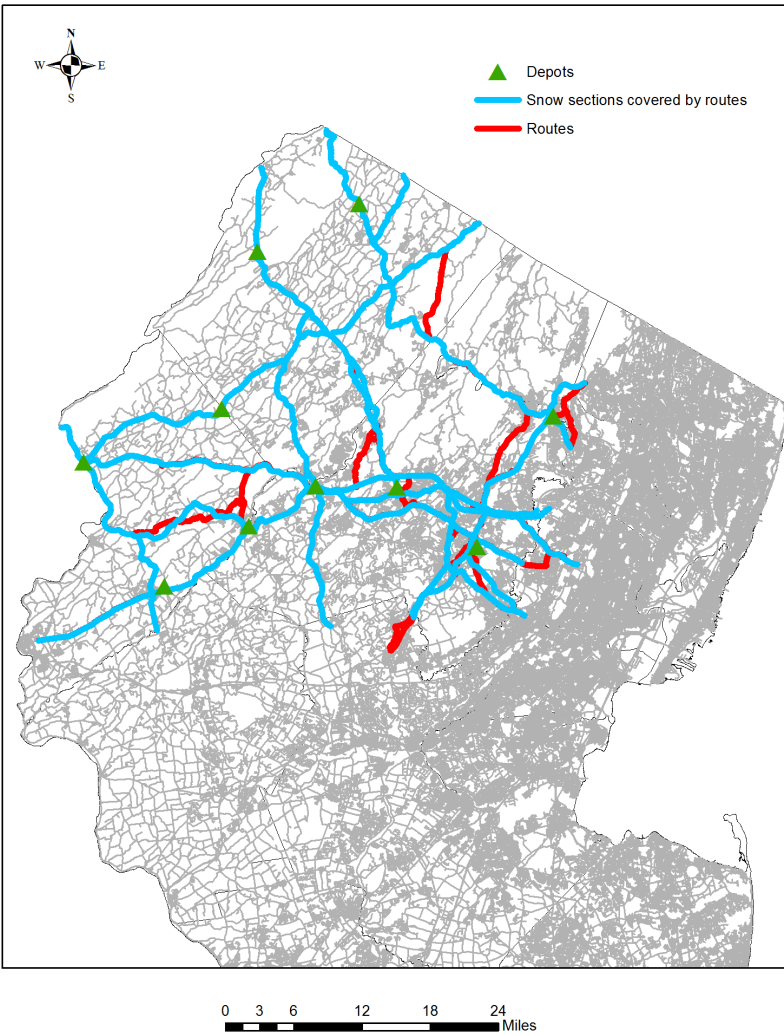 N
W E
S
Depots
Snow sections covered by routes
Routes
0 3 6 12 18 24
Miles